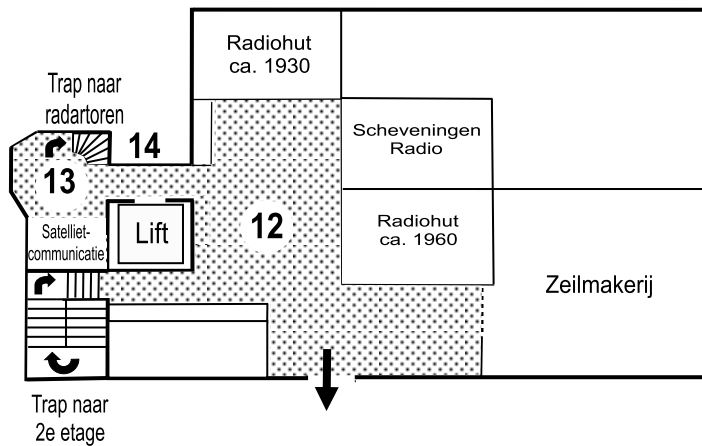 Radiohut
ca. 1930
Trap naar
radartoren
14
Scheveningen
Radio
13
12
Satelliet-
communicatie
Lift
Radiohut
ca. 1960
Zeilmakerij
Trap naar
2e etage